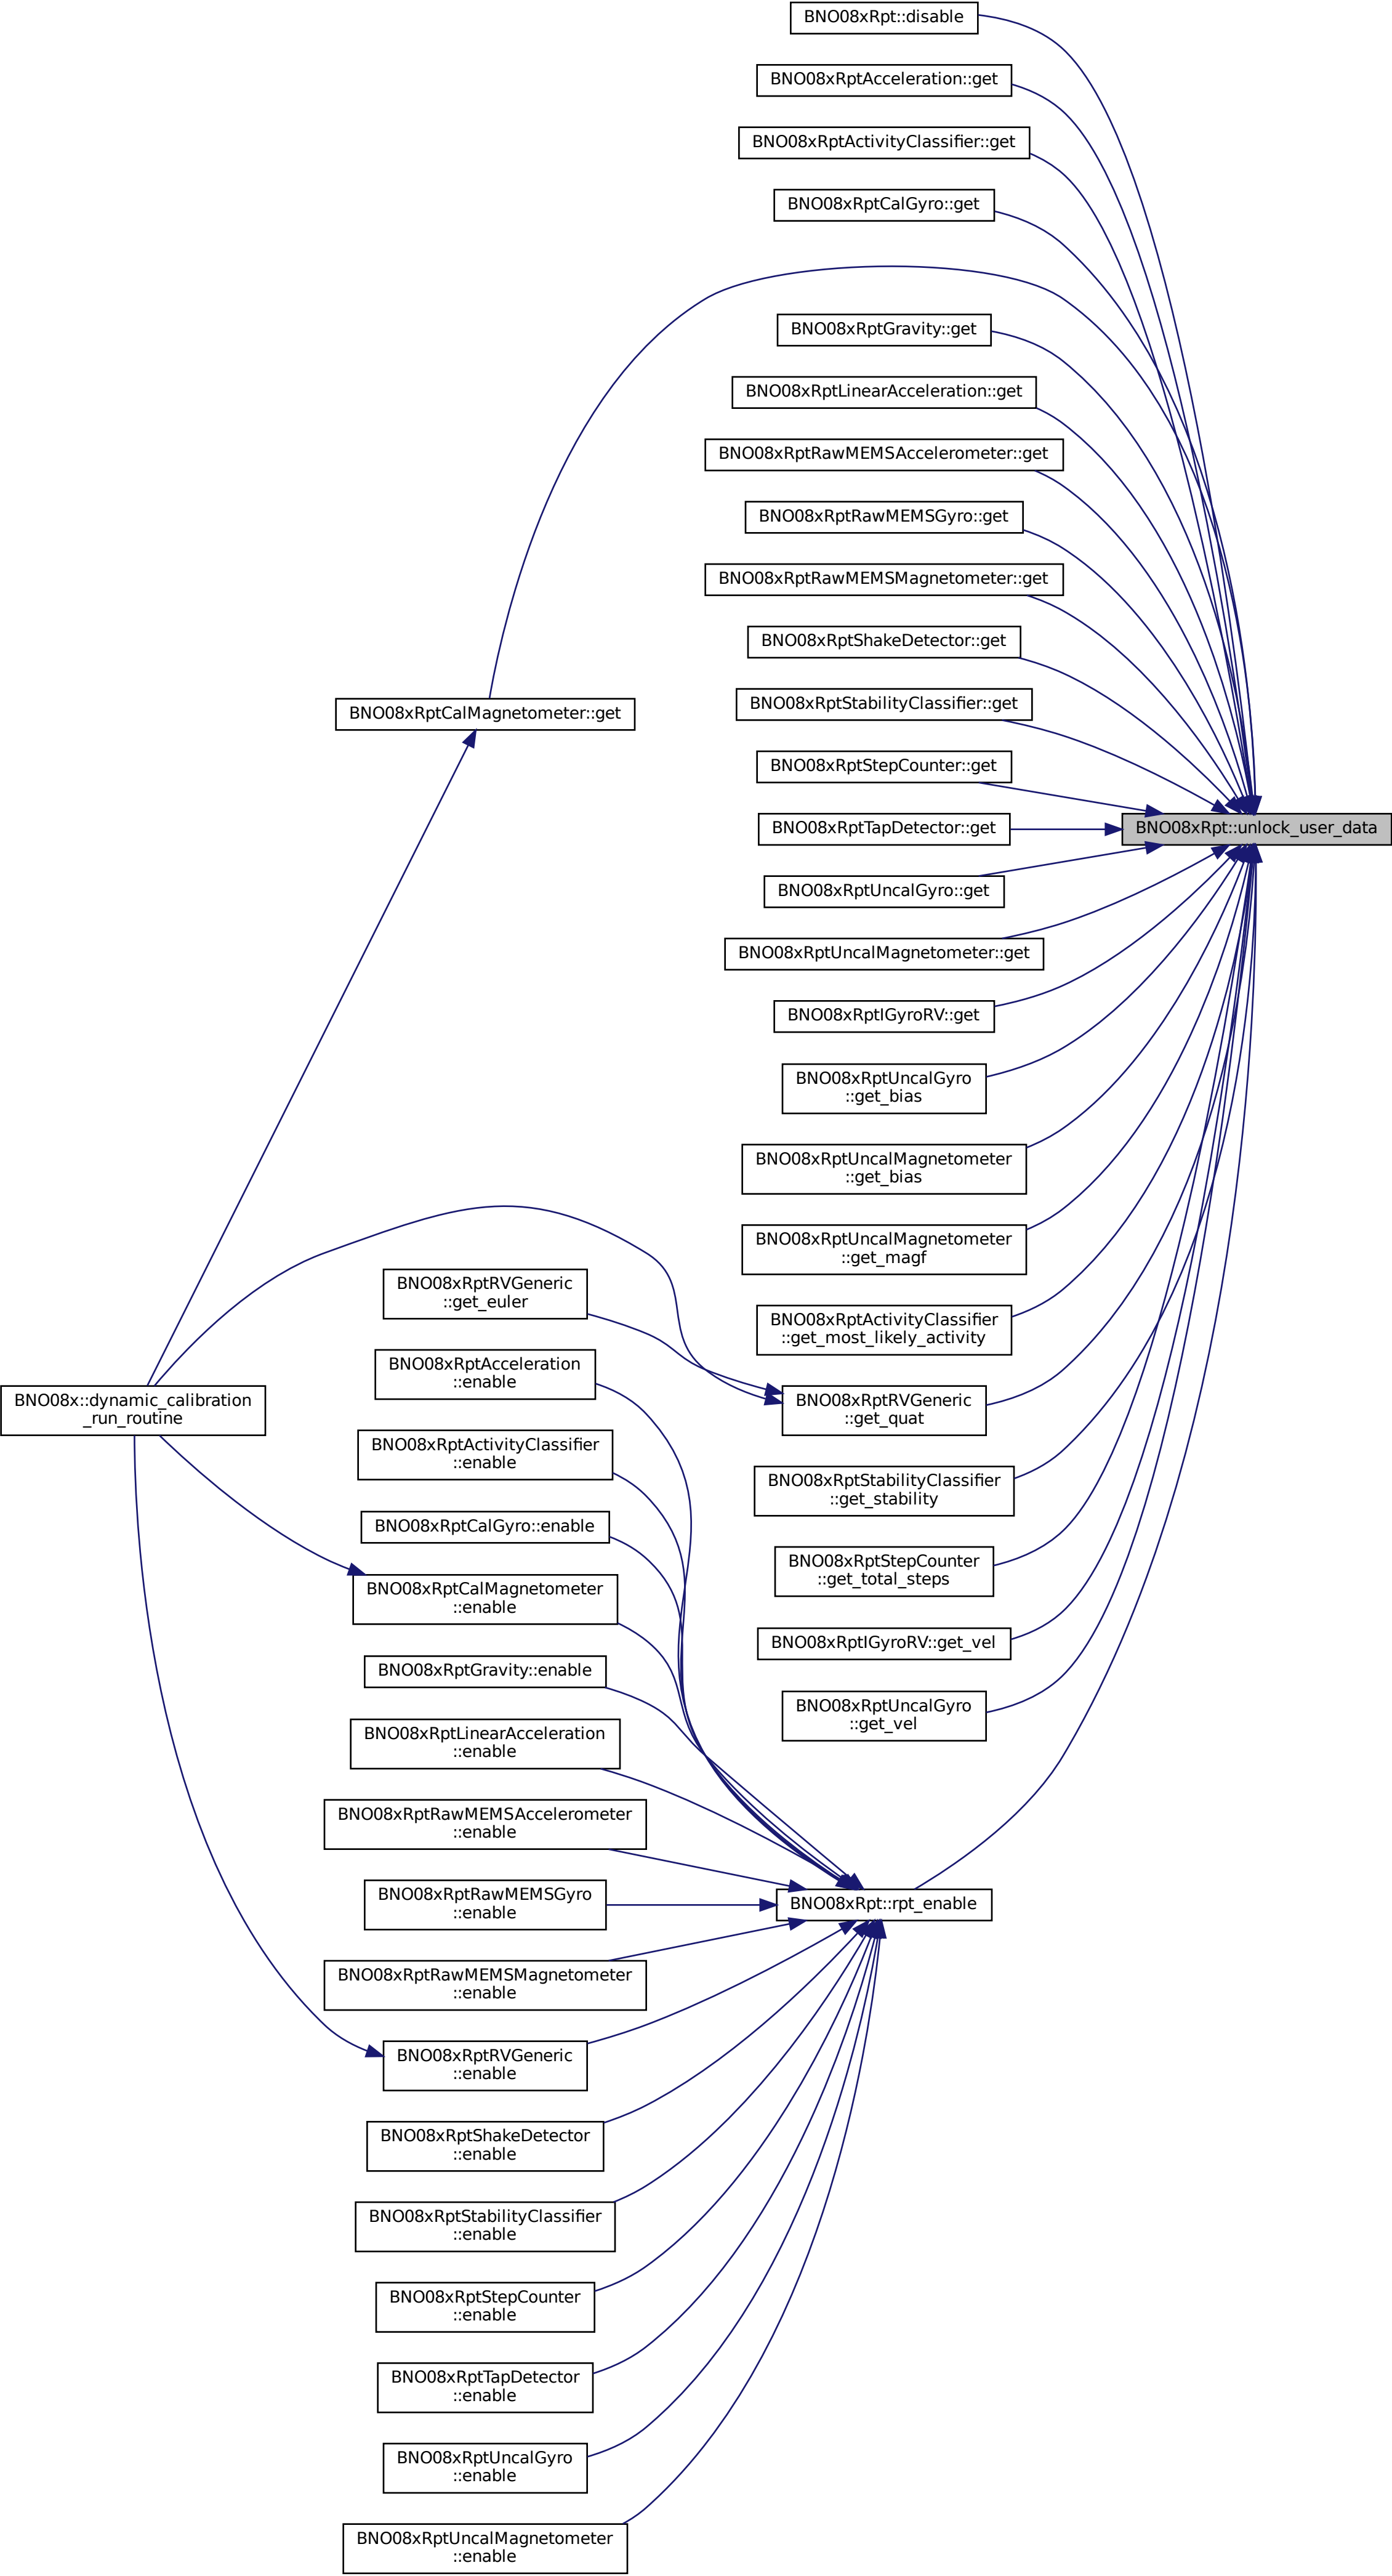 BNO08xRpt::disable
BNO08xRptAcceleration::get
BNO08xRptActivityClassifier::get
BNO08xRptCalGyro::get
BNO08xRptGravity::get
BNO08xRptLinearAcceleration::get
BNO08xRptRawMEMSAccelerometer::get
BNO08xRptRawMEMSGyro::get
BNO08xRptRawMEMSMagnetometer::get
BNO08xRptShakeDetector::get
BNO08xRptStabilityClassifier::get
BNO08xRptCalMagnetometer::get
BNO08xRptStepCounter::get
BNO08xRptTapDetector::get
BNO08xRpt::unlock_user_data
BNO08xRptUncalGyro::get
BNO08xRptUncalMagnetometer::get
BNO08xRptIGyroRV::get
BNO08xRptUncalGyro
::get_bias
BNO08xRptUncalMagnetometer
::get_bias
BNO08xRptUncalMagnetometer
::get_magf
BNO08xRptRVGeneric
::get_euler
BNO08xRptActivityClassifier
::get_most_likely_activity
BNO08xRptAcceleration
::enable
BNO08x::dynamic_calibration
_run_routine
BNO08xRptRVGeneric
::get_quat
BNO08xRptActivityClassifier
::enable
BNO08xRptStabilityClassifier
::get_stability
BNO08xRptCalGyro::enable
BNO08xRptStepCounter
::get_total_steps
BNO08xRptCalMagnetometer
::enable
BNO08xRptIGyroRV::get_vel
BNO08xRptGravity::enable
BNO08xRptUncalGyro
::get_vel
BNO08xRptLinearAcceleration
::enable
BNO08xRptRawMEMSAccelerometer
::enable
BNO08xRptRawMEMSGyro
::enable
BNO08xRpt::rpt_enable
BNO08xRptRawMEMSMagnetometer
::enable
BNO08xRptRVGeneric
::enable
BNO08xRptShakeDetector
::enable
BNO08xRptStabilityClassifier
::enable
BNO08xRptStepCounter
::enable
BNO08xRptTapDetector
::enable
BNO08xRptUncalGyro
::enable
BNO08xRptUncalMagnetometer
::enable